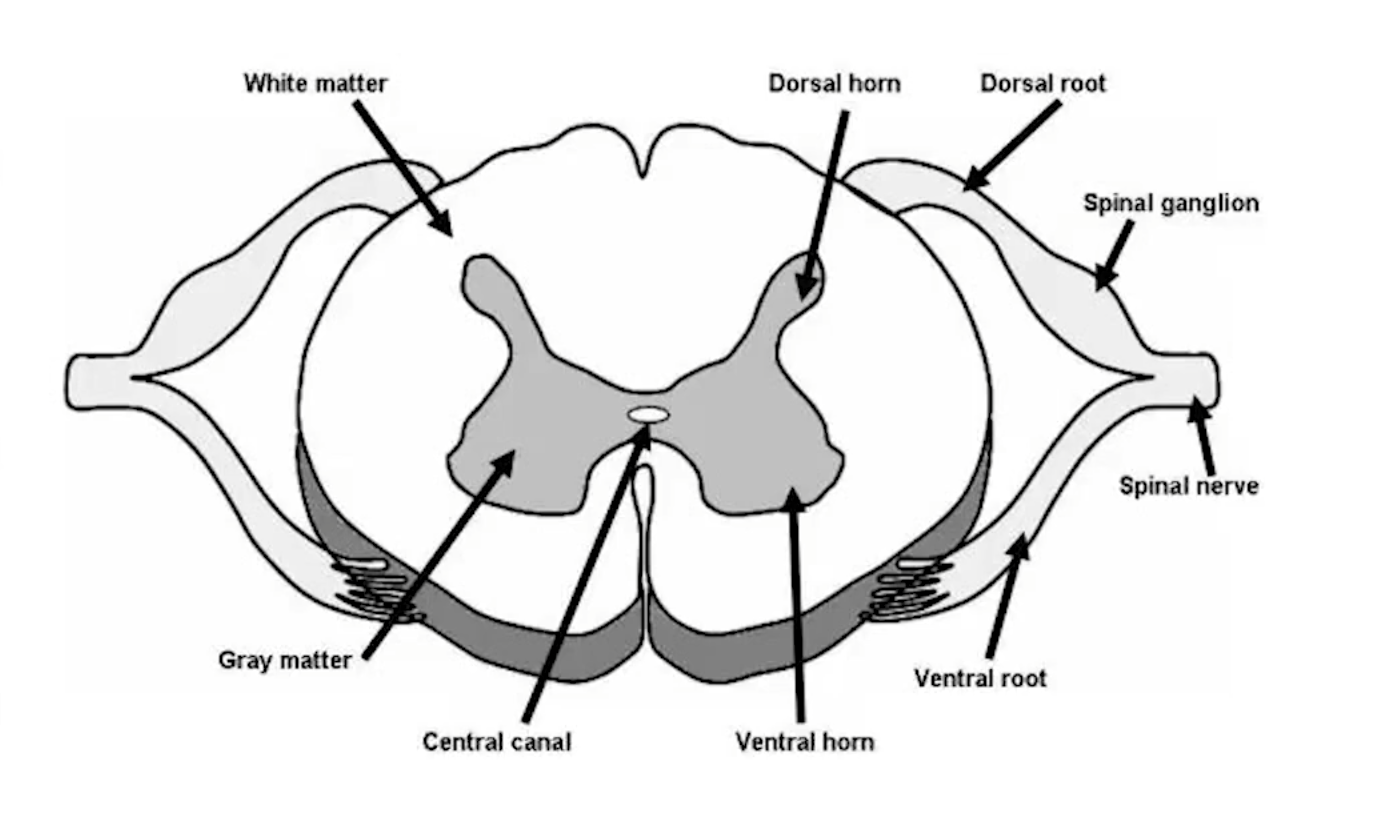 White matter
Dorsal horn
Dorsal root
Spinal ganglion
Spinal nerve
Gray matter
Ventral root
Central canal
Ventral horn